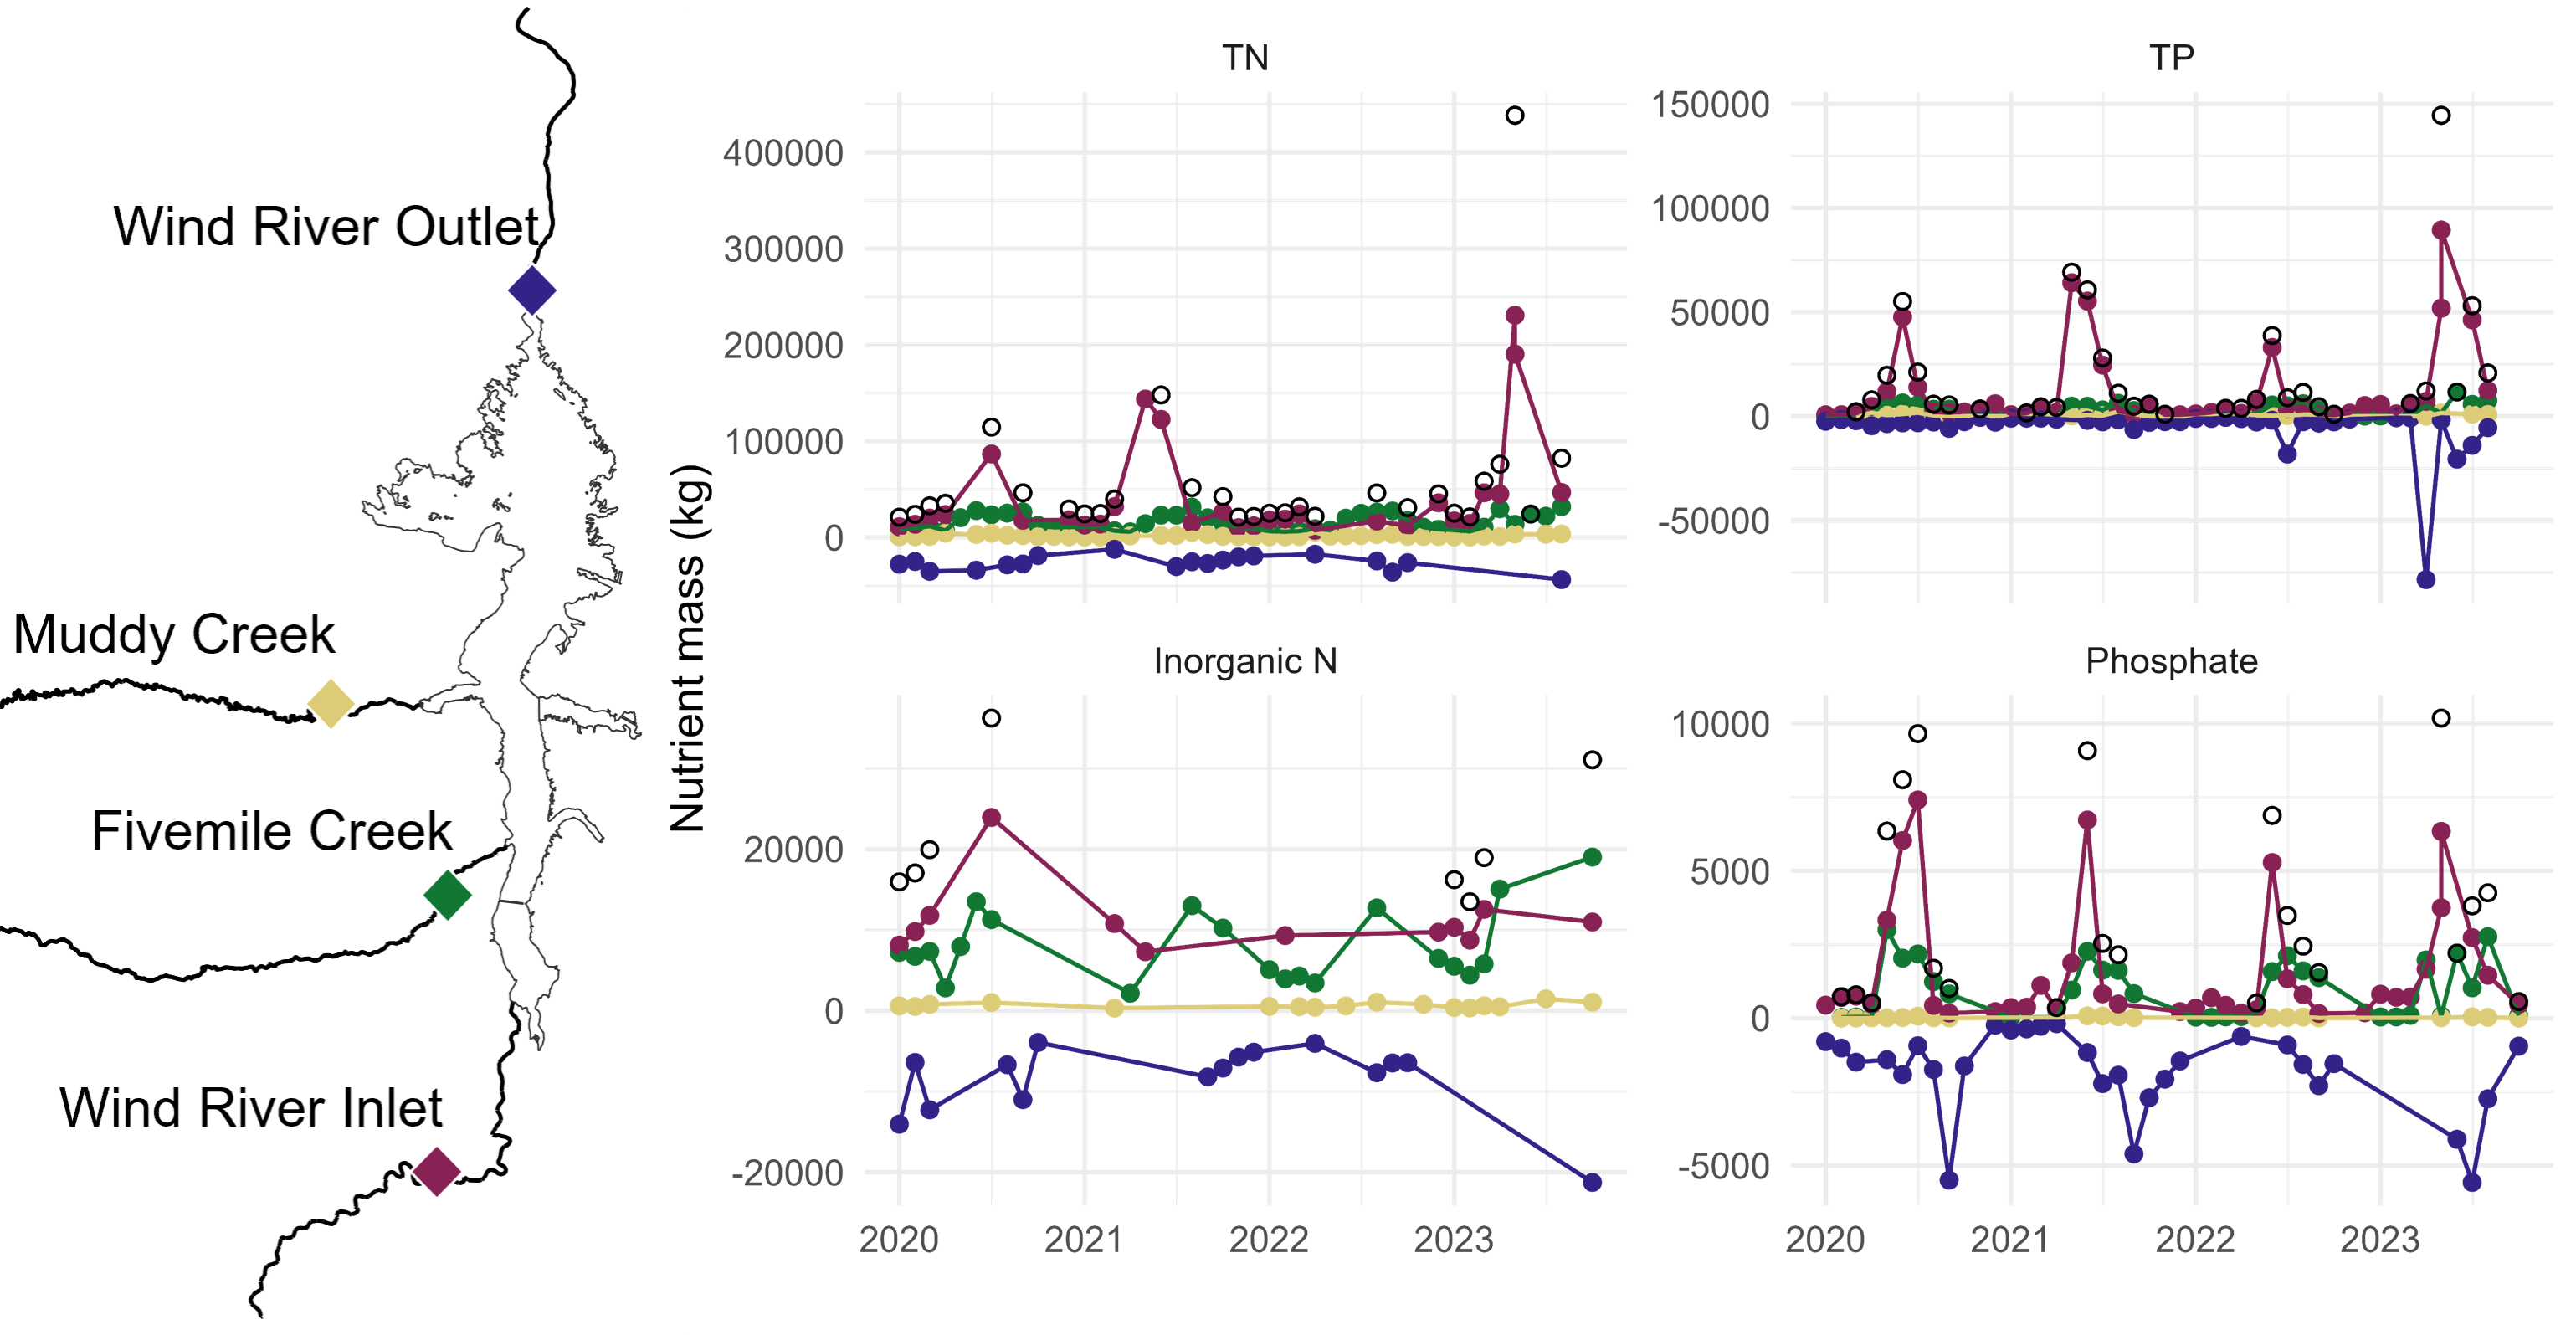 Wind River Outlet
Muddy Creek
Fivemile Creek
Wind River Inlet
Nutrient mass (kg)
TN
400000
300000
200000
100000
0
TP
150000
100000
50000
0
-50000
Inorganic N
20000
0
-20000
2020 2021 2022 2023
Phosphate
10000
5000
0
-5000
2020 2021 2022 2023